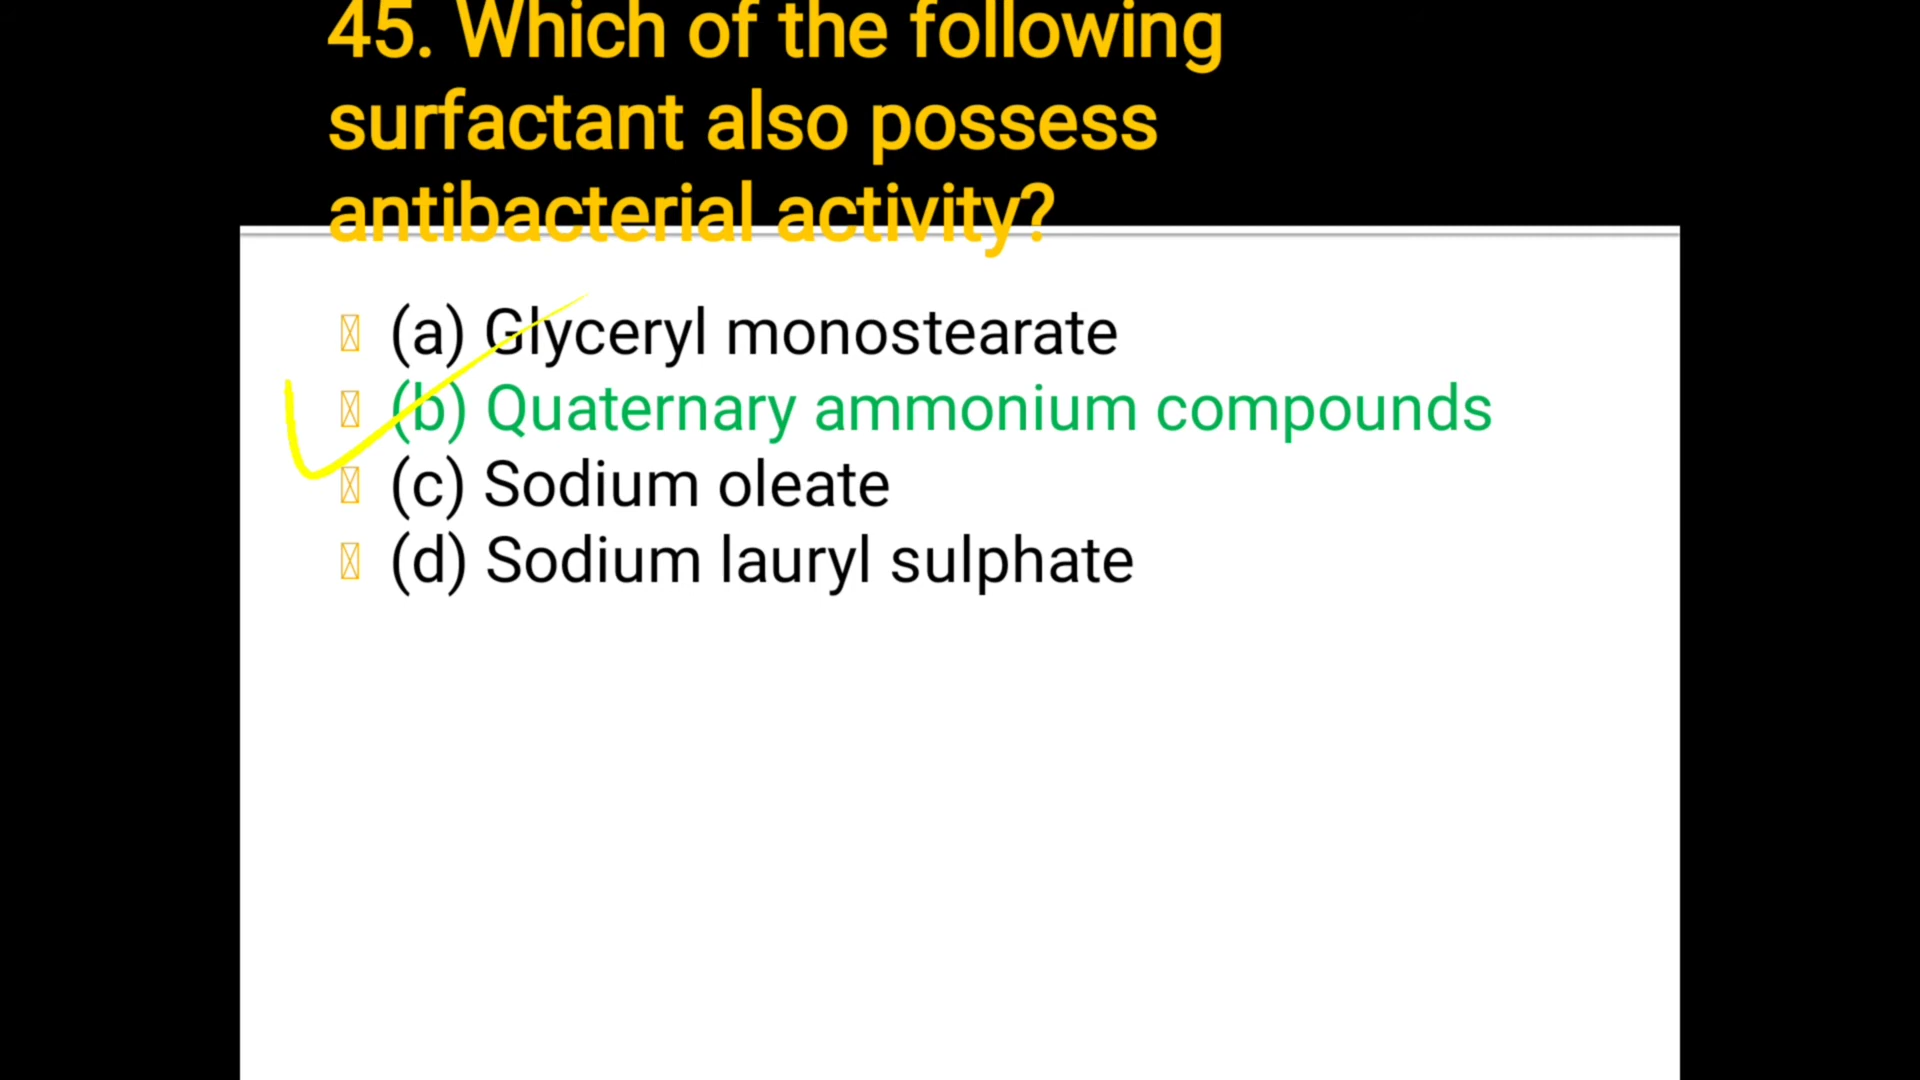 45. Which of the following
surfactant also possess
antibacterial activity?
(a) Glyceryl monostearate
(b) Quaternary ammonium compounds
(c) Sodium oleate
(d) Sodium lauryl sulphate